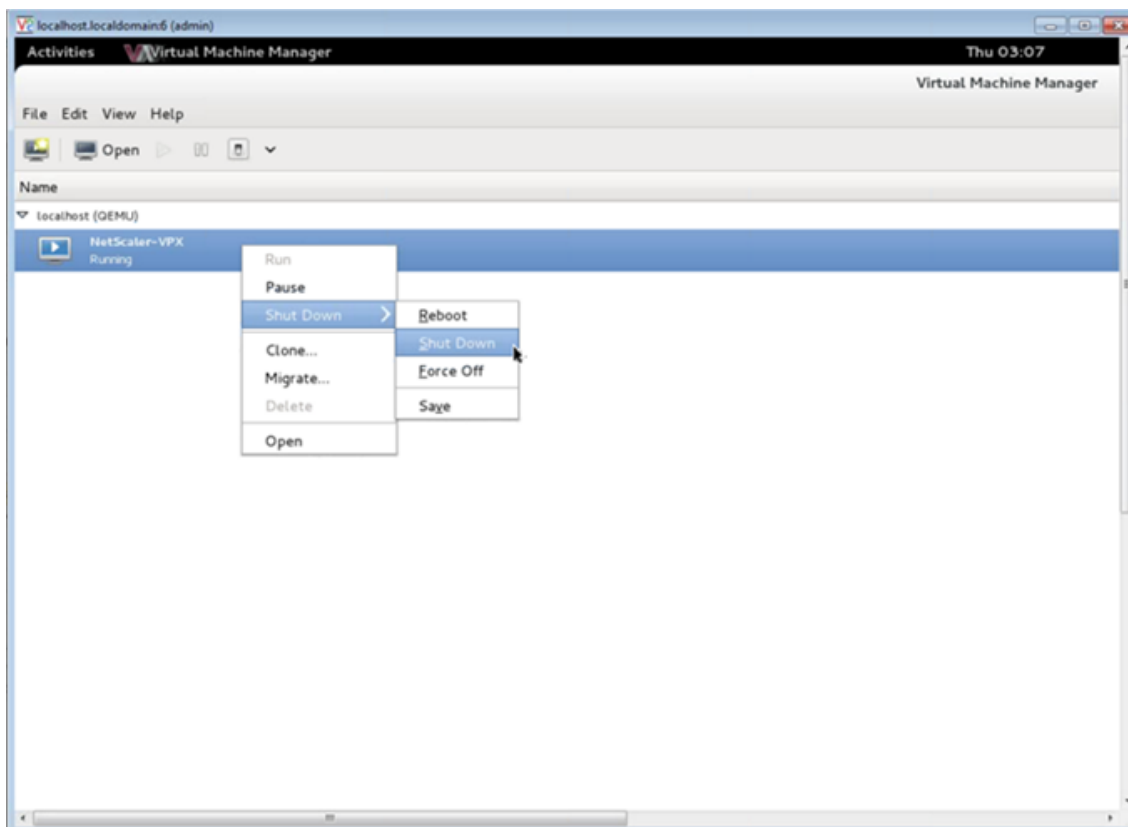 localhost.localdomain:6 (admin)
Activities Virtual Machine Manager Thu 03:07
Virtual Machine Manager
File Edit View Help
Open
Name
localhost (QEMU)
NetScaler-VPX
Running
Run
Pause
Shut Down
Clone...
Migrate...
Delete
Open
Reboot
Shut Down
Force Off
Save